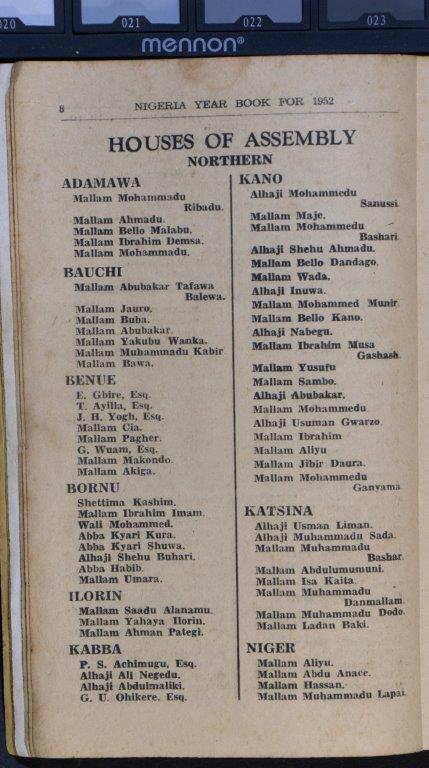 020
021
022
023
mennon®
8
NIGERIA YEAR BOOK FOR 1952
HOUSES OF ASSEMBLY
NORTHERN
ADAMAWA
Mallam Mohammadu
Ribadu.
Mallam Ahmadu.
Mallam Bello Malabu.
Mallam Ibrahim Demsa.
Mallam Mohammadu.
BAUCHI
Mallam Abubakar Tafawa
Balewa.
Mallam Jauro.
Mallam Buba.
Mallam Abubakar.
Mallam Yakubu Wanka.
Mallam Muhammadu Kabir
Mallam Bawa.
BENUE
E. Gbire, Esq.
T. Ayilla, Esq.
J. H. Yogh, Esq.
Mallam Cia.
Mallam Pagher.
G. Wuam, Esq.
Mallam Makondo.
Mallam Akiga.
BORNU
Shettima Kashim.
Mallam Ibrahim Imam.
Wali Mohammed.
Abba Kyari Kura.
Abba Kyari Shuwa.
Alhaji Shehu Buhari.
Abba Habib.
Mallam Umara.
ILORIN
Mallam Saadu Alanamu.
Mallam Yahaya Ilorin.
Mallam Ahman Pategi.
KABBA
P. S. Achimugu, Esq.
Alhaji Ali Negedu.
Alhaji Abdulmaliki.
G. U. Ohikere, Esq.
KANO
Alhaji Mohammedu
Sanussi.
Mallam Maje.
Mallam Mohammedu
Bashari.
Alhaji Shehu Ahmadu.
Mallam Bello Dandago.
Mallam Wada.
Alhaji Inuwa.
Mallam Mohammed Munir.
Mallam Bello Kano.
Alhaji Nabegu.
Mallam Ibrahim Musa
Gashash.
Mallam Yusufu
Mallam Sambo.
Alhaji Abubakar.
Mallam Mohammedu
Alhaji Usuman Gwarzo.
Mallam Ibrahim
Mallam Aliyu
Mallam Jibir Daura.
Mallam Mohammedu
Ganyama.
KATSINA
Alhaji Usman Liman.
Alhaji Muhammadu Sada.
Mallam Muhammadu
Bashar.
Mallam Abdulumumuni.
Mallam Isa Kaita.
Mallam Muhammadu
Danmallam.
Mallam Muhammadu Dodo.
Mallam Ladan Baki.
NIGER
Mallam Aliyu.
Mallam Abdu Anace.
Mallam Hassan.
Mallam Muhammadu Lapai.